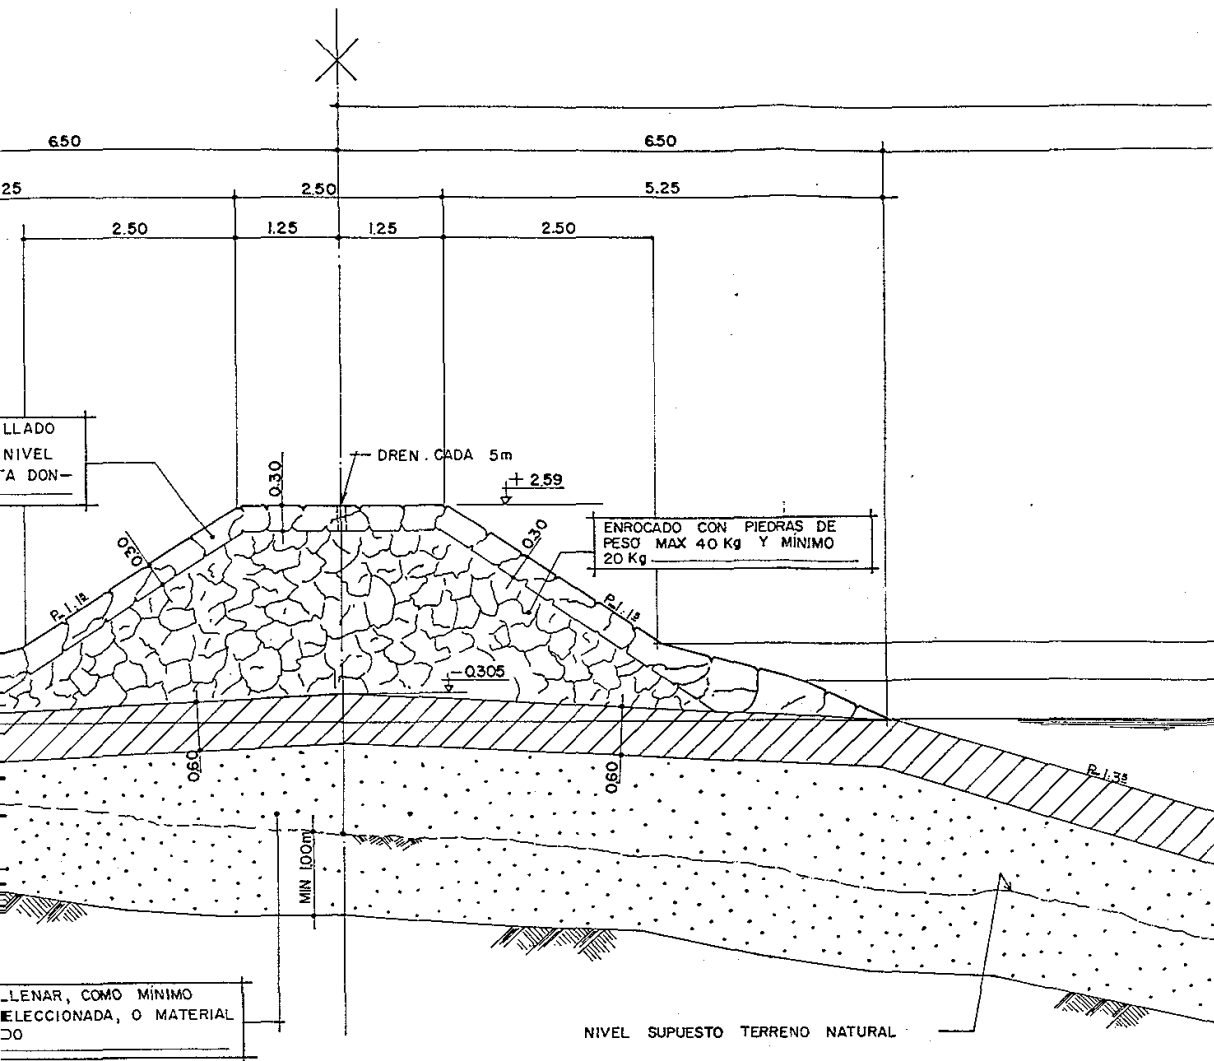 6.50
6.50
25
2.50
5.25
2.50
1.25
1.25
2.50
LLADO
NIVEL
TA DON-
0.30
DREN. CADA 5m
+ 2.59
0.30
0.30
ENROCADO CON PIEDRAS DE
PESO MAX 40 Kg Y MÍNIMO
20 Kg
-0.305
0.60
0.60
MIN 1.00m
LLENAR, COMO MÍNIMO
ELECCIONADA, O MATERIAL
DO
NIVEL SUPUESTO TERRENO NATURAL